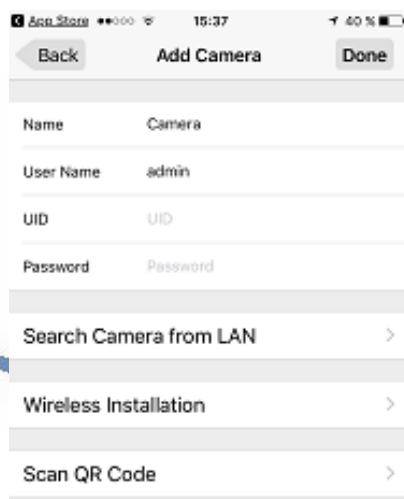 App Store 15:37 40 %
Back Add Camera Done
Name Camera
User Name admin
UID UID
Password Password
Search Camera from LAN
Wireless Installation
Scan QR Code